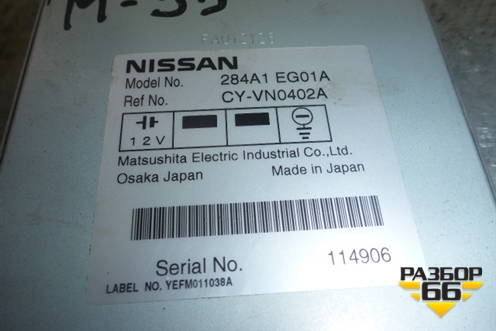 M-35
NISSAN
Model No. 284A1 EG01A
Ref No. CY-VN0402A
12V
Matsushita Electric Industrial Co.,Ltd.
Osaka Japan Made in Japan
Serial No. 114906
LABEL NO. YEFM011038A
РАЗБОР
66